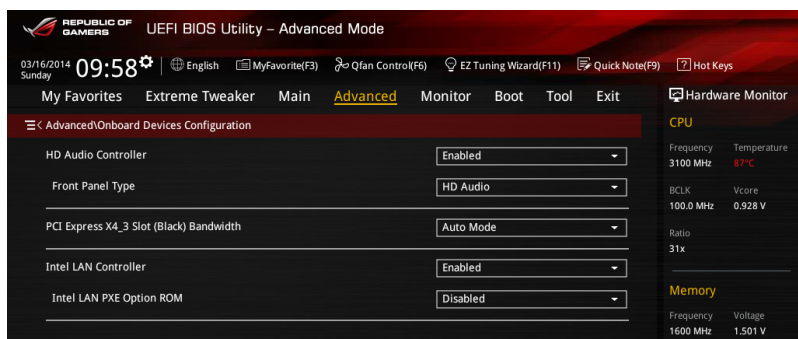 REPUBLIC OF
GAMERS
UEFI BIOS Utility – Advanced Mode
03/16/2014
Sunday
09:58
English
MyFavorite(F3)
Qfan Control(F6)
EZ Tuning Wizard(F11)
Quick Note(F9)
? Hot Keys
My Favorites
Extreme Tweaker
Main
Advanced
Monitor
Boot
Tool
Exit
Hardware Monitor
Advanced\Onboard Devices Configuration
HD Audio Controller
Enabled
Front Panel Type
HD Audio
PCI Express X4_3 Slot (Black) Bandwidth
Auto Mode
Intel LAN Controller
Enabled
Intel LAN PXE Option ROM
Disabled
CPU
Frequency Temperature
3100 MHz 87°C
BCLK Vcore
100.0 MHz 0.928 V
Ratio
31x
Memory
Frequency Voltage
1600 MHz 1.501 V